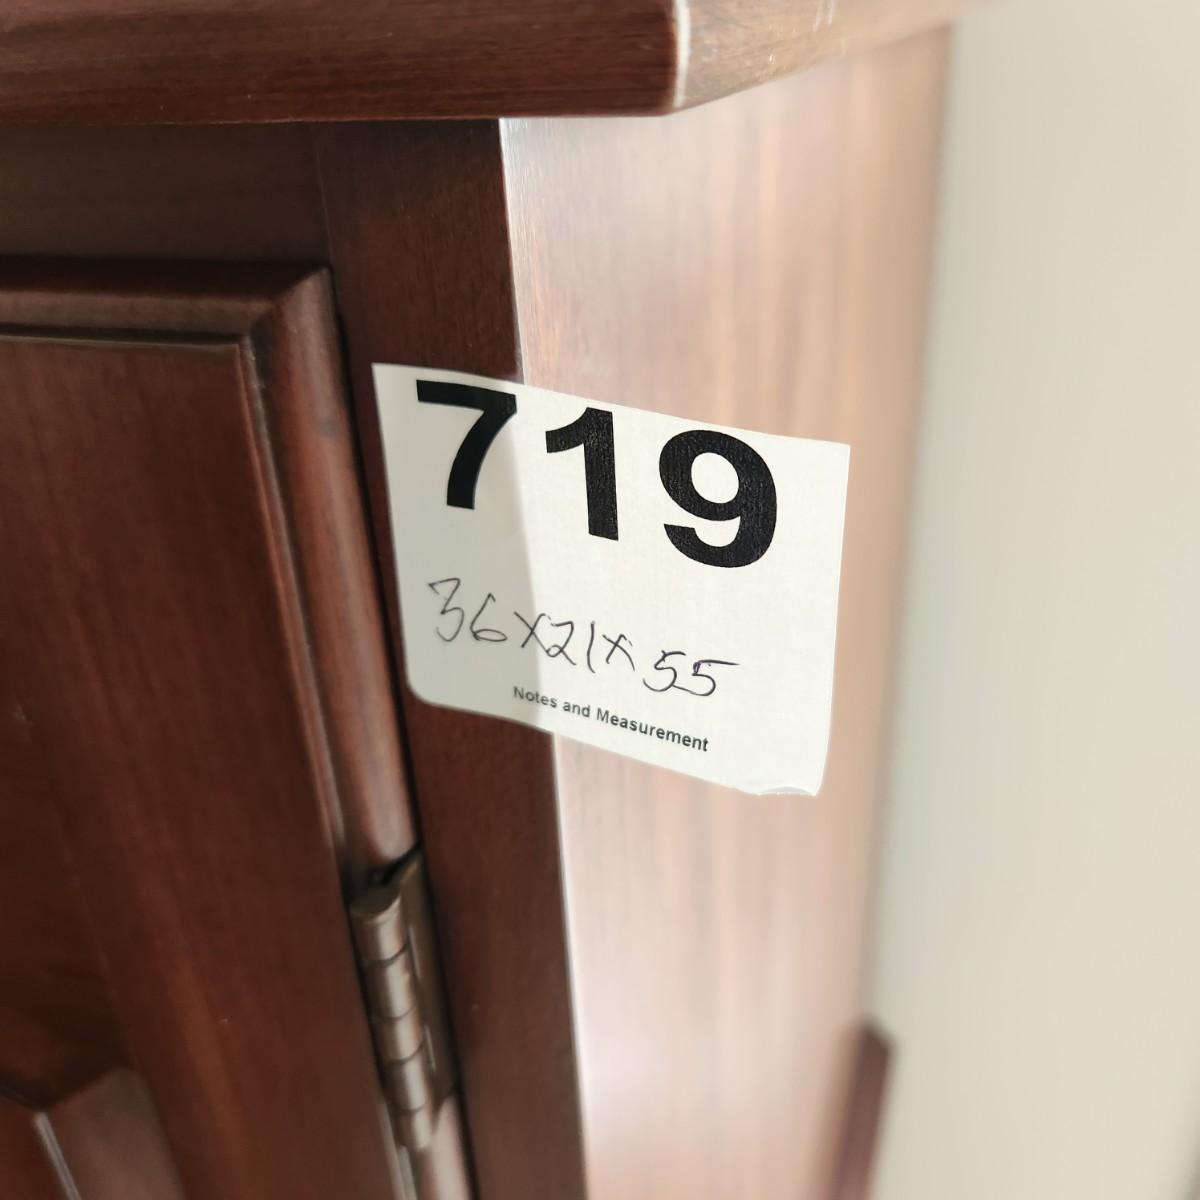 719
36x21x55
Notes and Measurement